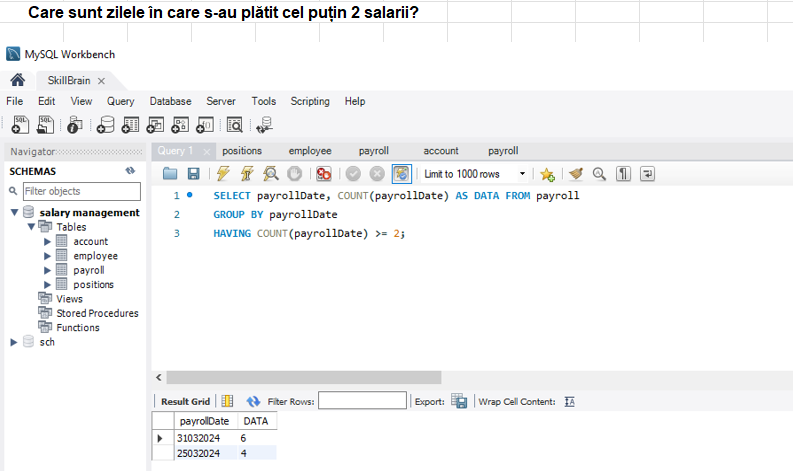 Care sunt zilele în care s-au plătit cel puțin 2 salarii?
MySQL Workbench
SkillBrain
File Edit View Query Database Server Tools Scripting Help
Navigator
Query 1 positions employee payroll account payroll
SCHEMAS
Filter objects
Limit to 1000 rows
salary management
Tables
account
employee
payroll
positions
Views
Stored Procedures
Functions
sch
1 SELECT payrollDate, COUNT(payrollDate) AS DATA FROM payroll
2 GROUP BY payrollDate
3 HAVING COUNT(payrollDate) >= 2;
Result Grid Filter Rows: Export: Wrap Cell Content:
payrollDate DATA
31032024 6
25032024 4